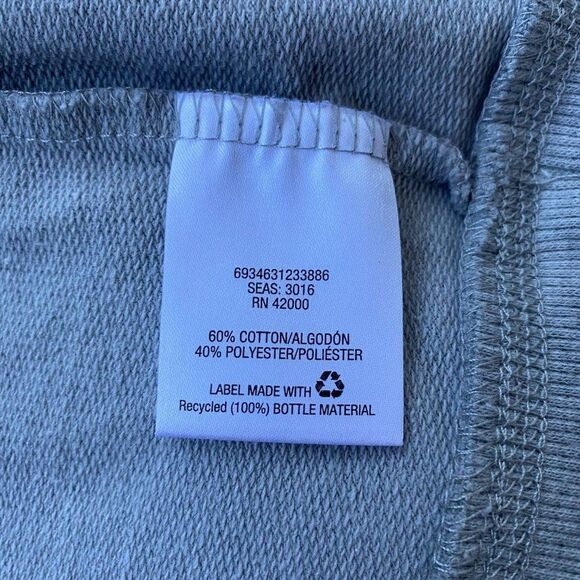 6934631233886
SEAS: 3016
RN 42000
60% COTTON/ALGODÓN
40% POLYESTER/POLIÉSTER
LABEL MADE WITH
Recycled (100%) BOTTLE MATERIAL